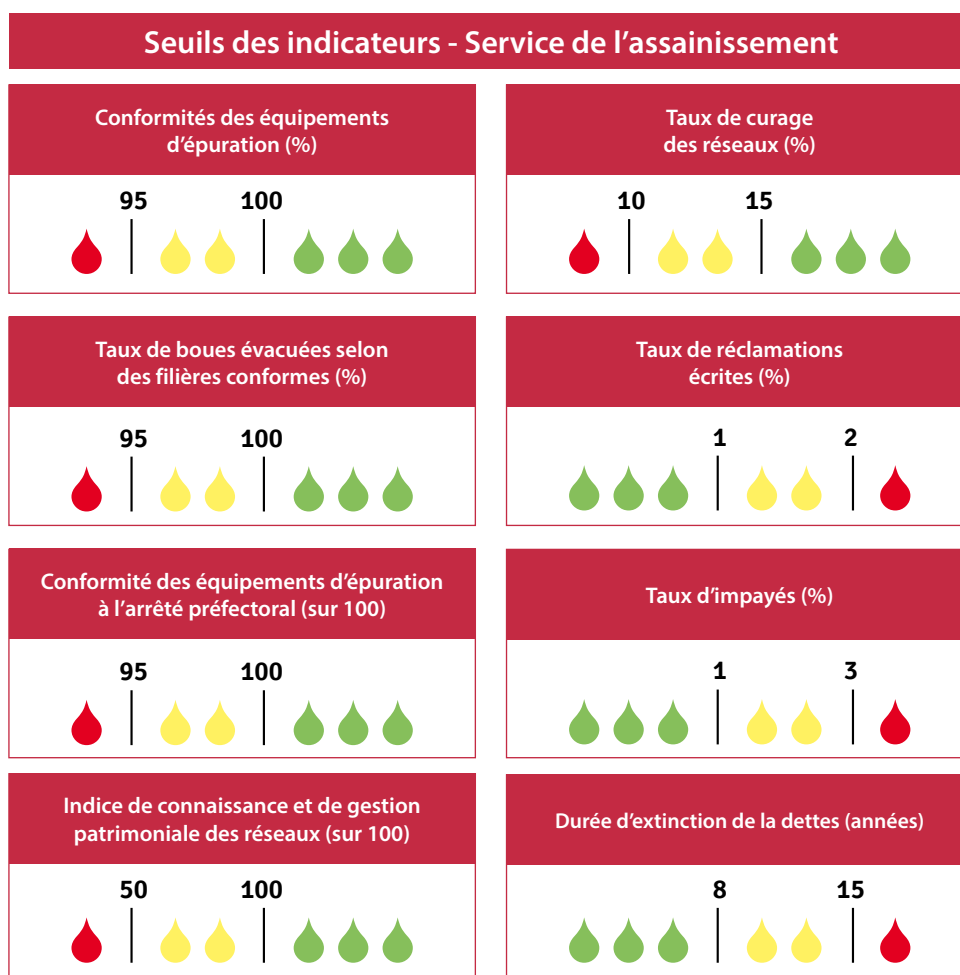 Seuils des indicateurs - Service de l’assainissement
Conformités des équipements
d’épuration (%)
95 100
Taux de curage
des réseaux (%)
10 15
Taux de boues évacuées selon
des filières conformes (%)
95 100
Taux de réclamations
écrites (%)
1 2
Conformité des équipements d’épuration
à l’arrêté préfectoral (sur 100)
95 100
Taux d’impayés (%)
1 3
Indice de connaissance et de gestion
patrimoniale des réseaux (sur 100)
50 100
Durée d’extinction de la dettes (années)
8 15